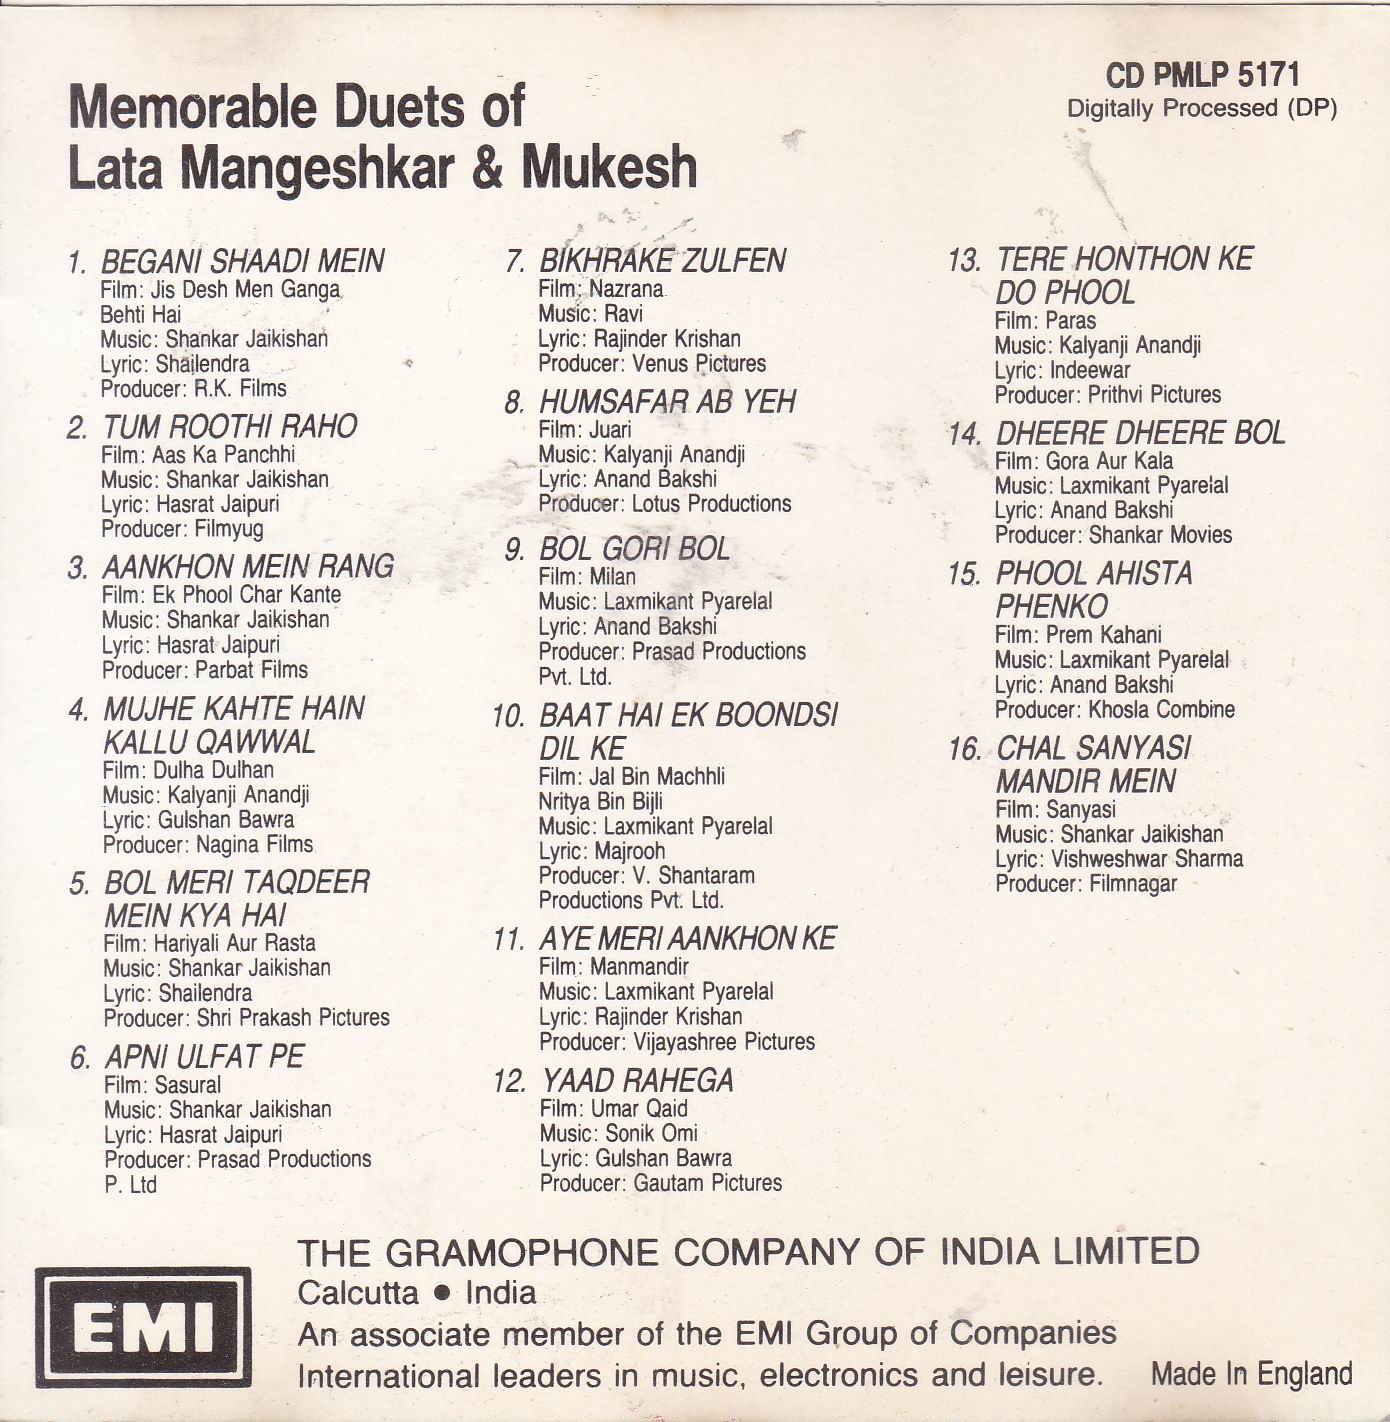 Memorable Duets of
Lata Mangeshkar & Mukesh
CD PMLP 5171
Digitally Processed (DP)
1. BEGANI SHAADI MEIN
Film: Jis Desh Men Ganga
Behti Hai
Music: Shankar Jaikishan
Lyric: Shailendra
Producer: R.K. Films
2. TUM ROOTHI RAHO
Film: Aas Ka Panchhi
Music: Shankar Jaikishan
Lyric: Hasrat Jaipuri
Producer: Filmyug
3. AANKHON MEIN RANG
Film: Ek Phool Char Kante
Music: Shankar Jaikishan
Lyric: Hasrat Jaipuri
Producer: Parbat Films
4. MUJHE KAHTE HAIN
KALLU QAWWAL
Film: Dulha Dulhan
Music: Kalyanji Anandji
Lyric: Gulshan Bawra
Producer: Nagina Films
5. BOL MERI TAQDEER
MEIN KYA HAI
Film: Hariyali Aur Rasta
Music: Shankar Jaikishan
Lyric: Shailendra
Producer: Shri Prakash Pictures
6. APNI ULFAT PE
Film: Sasural
Music: Shankar Jaikishan
Lyric: Hasrat Jaipuri
Producer: Prasad Productions
P. Ltd
7. BIKHRAKE ZULFEN
Film: Nazrana
Music: Ravi
Lyric: Rajinder Krishan
Producer: Venus Pictures
8. HUMSAFAR AB YEH
Film: Juari
Music: Kalyanji Anandji
Lyric: Anand Bakshi
Producer: Lotus Productions
9. BOL GORI BOL
Film: Milan
Music: Laxmikant Pyarelal
Lyric: Anand Bakshi
Producer: Prasad Productions
Pvt. Ltd.
10. BAAT HAI EK BOONDSI
DIL KE
Film: Jal Bin Machhli
Nritya Bin Bijli
Music: Laxmikant Pyarelal
Lyric: Majrooh
Producer: V. Shantaram
Productions Pvt. Ltd.
11. AYE MERI AANKHON KE
Film: Manmandir
Music: Laxmikant Pyarelal
Lyric: Rajinder Krishan
Producer: Vijayashree Pictures
12. YAAD RAHEGA
Film: Umar Qaid
Music: Sonik Omi
Lyric: Gulshan Bawra
Producer: Gautam Pictures
13. TERE HONTHON KE
DO PHOOL
Film: Paras
Music: Kalyanji Anandji
Lyric: Indeewar
Producer: Prithvi Pictures
14. DHEERE DHEERE BOL
Film: Gora Aur Kala
Music: Laxmikant Pyarelal
Lyric: Anand Bakshi
Producer: Shankar Movies
15. PHOOL AHISTA
PHENKO
Film: Prem Kahani
Music: Laxmikant Pyarelal
Lyric: Anand Bakshi
Producer: Khosla Combine
16. CHAL SANYASI
MANDIR MEIN
Film: Sanyasi
Music: Shankar Jaikishan
Lyric: Vishweshwar Sharma
Producer: Filmnagar
EMI
THE GRAMOPHONE COMPANY OF INDIA LIMITED
Calcutta ● India
An associate member of the EMI Group of Companies
International leaders in music, electronics and leisure.
Made In England